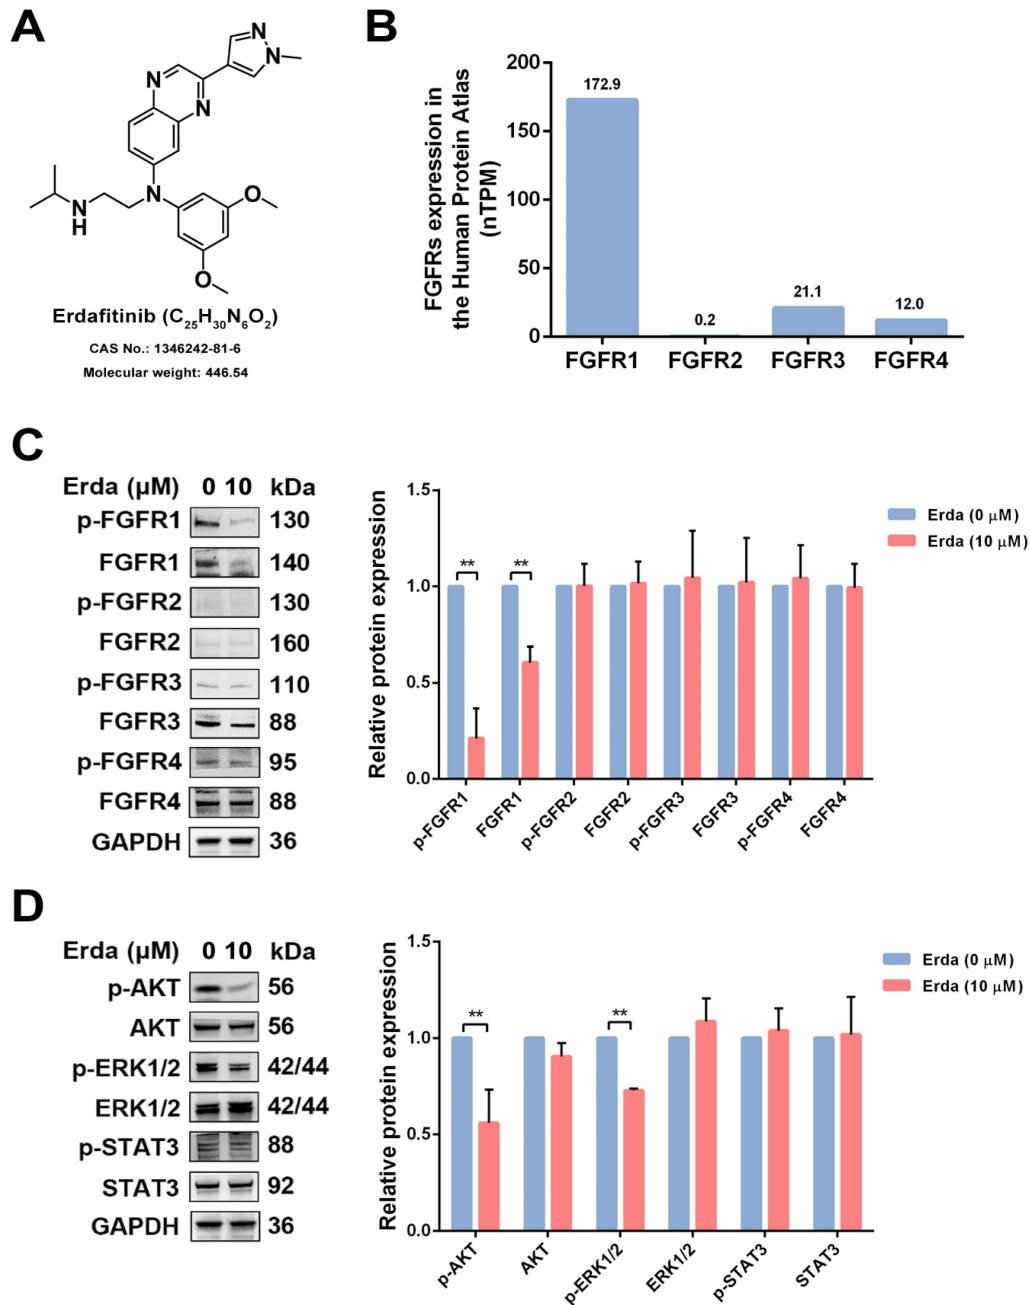 A
N
N
N
N
N
N
H
O
O
Erdafitinib (C₂₅H₃₀N₆O₂)
CAS No.: 1346242-81-6
Molecular weight: 446.54
B
FGFRs expression in
the Human Protein Atlas
(nTPM)
200
150
100
50
0
172.9
0.2
21.1
12.0
FGFR1 FGFR2 FGFR3 FGFR4
C
Erda (µM) 0 10 kDa
p-FGFR1 130
FGFR1 140
p-FGFR2 130
FGFR2 160
p-FGFR3 110
FGFR3 88
p-FGFR4 95
FGFR4 88
GAPDH 36
Relative protein expression
1.5
1.0
0.5
0.0
** **
p-FGFR1 FGFR1 p-FGFR2 FGFR2 p-FGFR3 FGFR3 p-FGFR4 FGFR4
Erda (0 µM)
Erda (10 µM)
D
Erda (µM) 0 10 kDa
p-AKT 56
AKT 56
p-ERK1/2 42/44
ERK1/2 42/44
p-STAT3 88
STAT3 92
GAPDH 36
Relative protein expression
1.5
1.0
0.5
0.0
** **
p-AKT AKT p-ERK1/2 ERK1/2 p-STAT3 STAT3
Erda (0 µM)
Erda (10 µM)